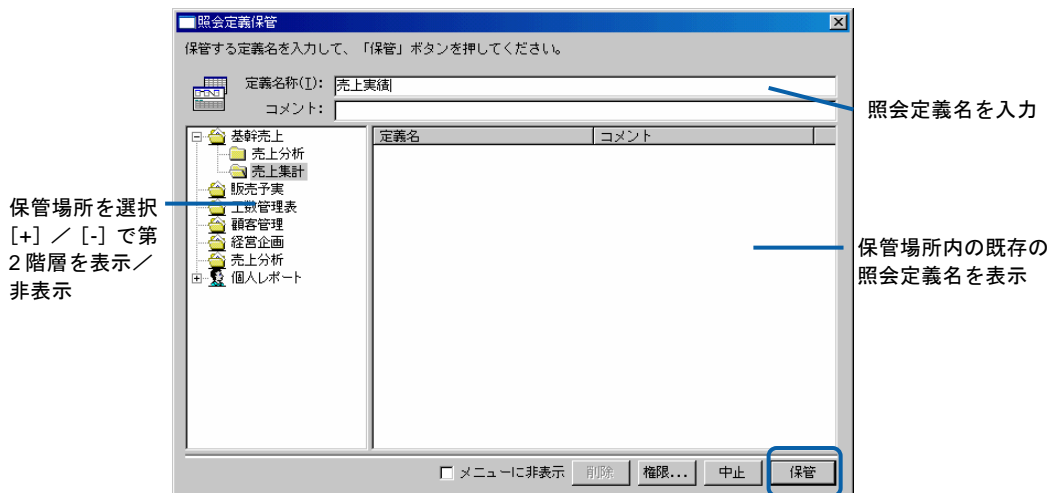 照会定義保管
保管する定義名を入力して、「保管」ボタンを押してください。
定義名称(I): 売上実績
コメント:
照会定義名を入力
基幹売上
売上分析
売上集計
販売予実
工数管理表
顧客管理
経営企画
売上分析
個人レポート
定義名 コメント
保管場所を選択
[+] / [-] で第
2階層を表示/
非表示
保管場所内の既存の
照会定義名を表示
メニューに非表示 削除 権限... 中止 保管